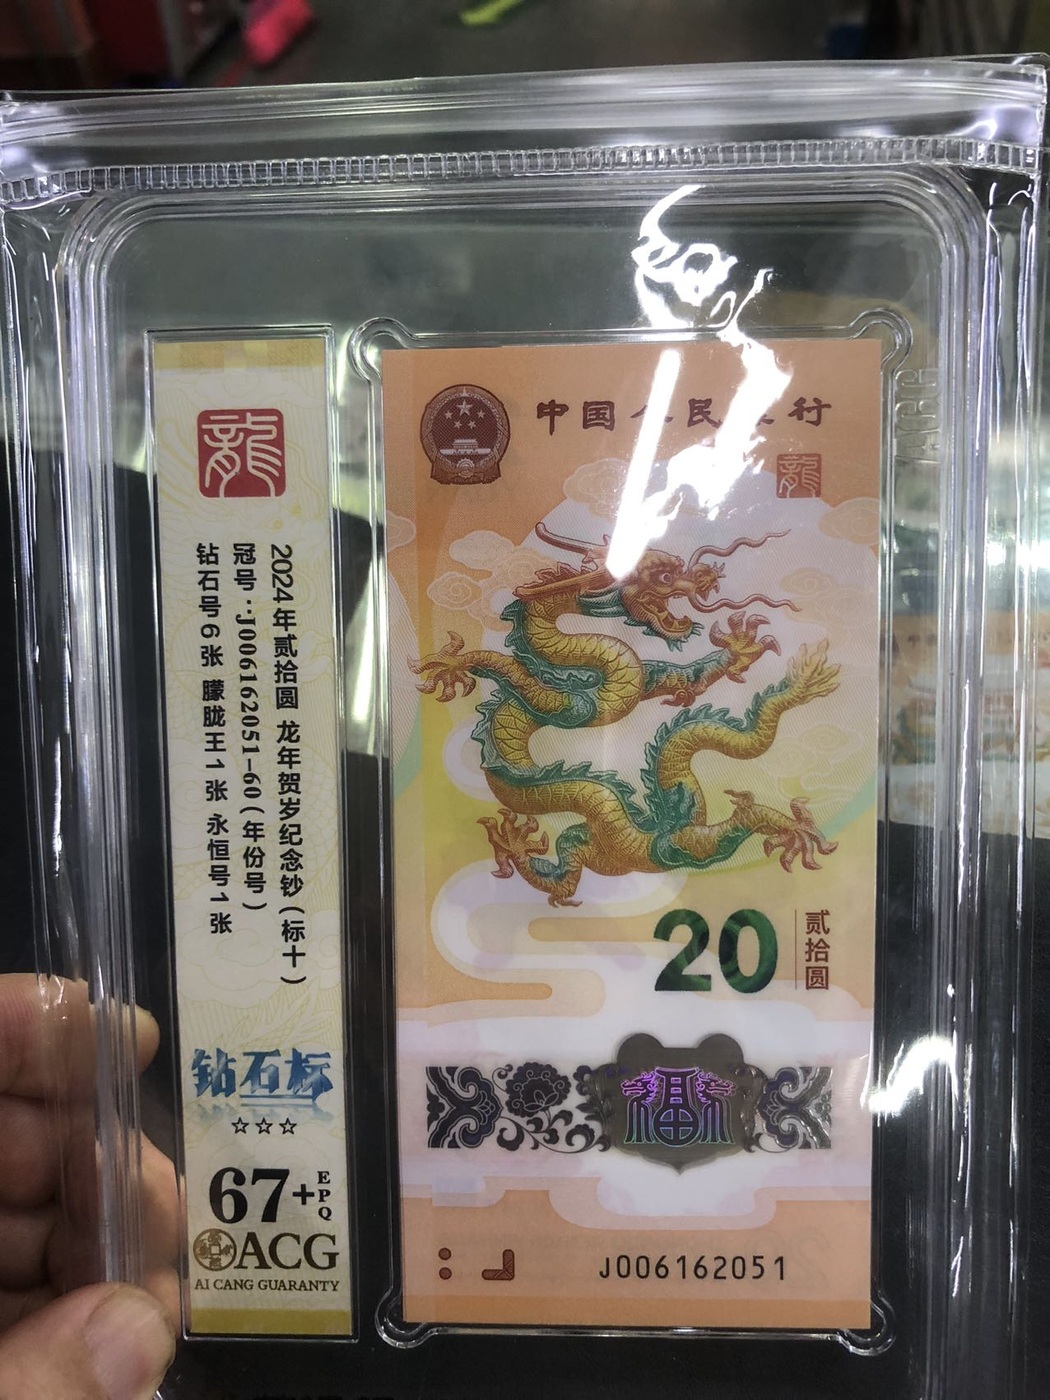 龍
2024年贰拾圆 龙年贺岁纪念钞(标十)
冠号:J006162051-60(年份号)
钻石号6张 朦胧王1张 永恒号1张
钻石标
☆☆☆
67+EPQ
ACG
AI CANG GUARANTY
中国人民 行
龍
20
贰拾圆
福
J006162051